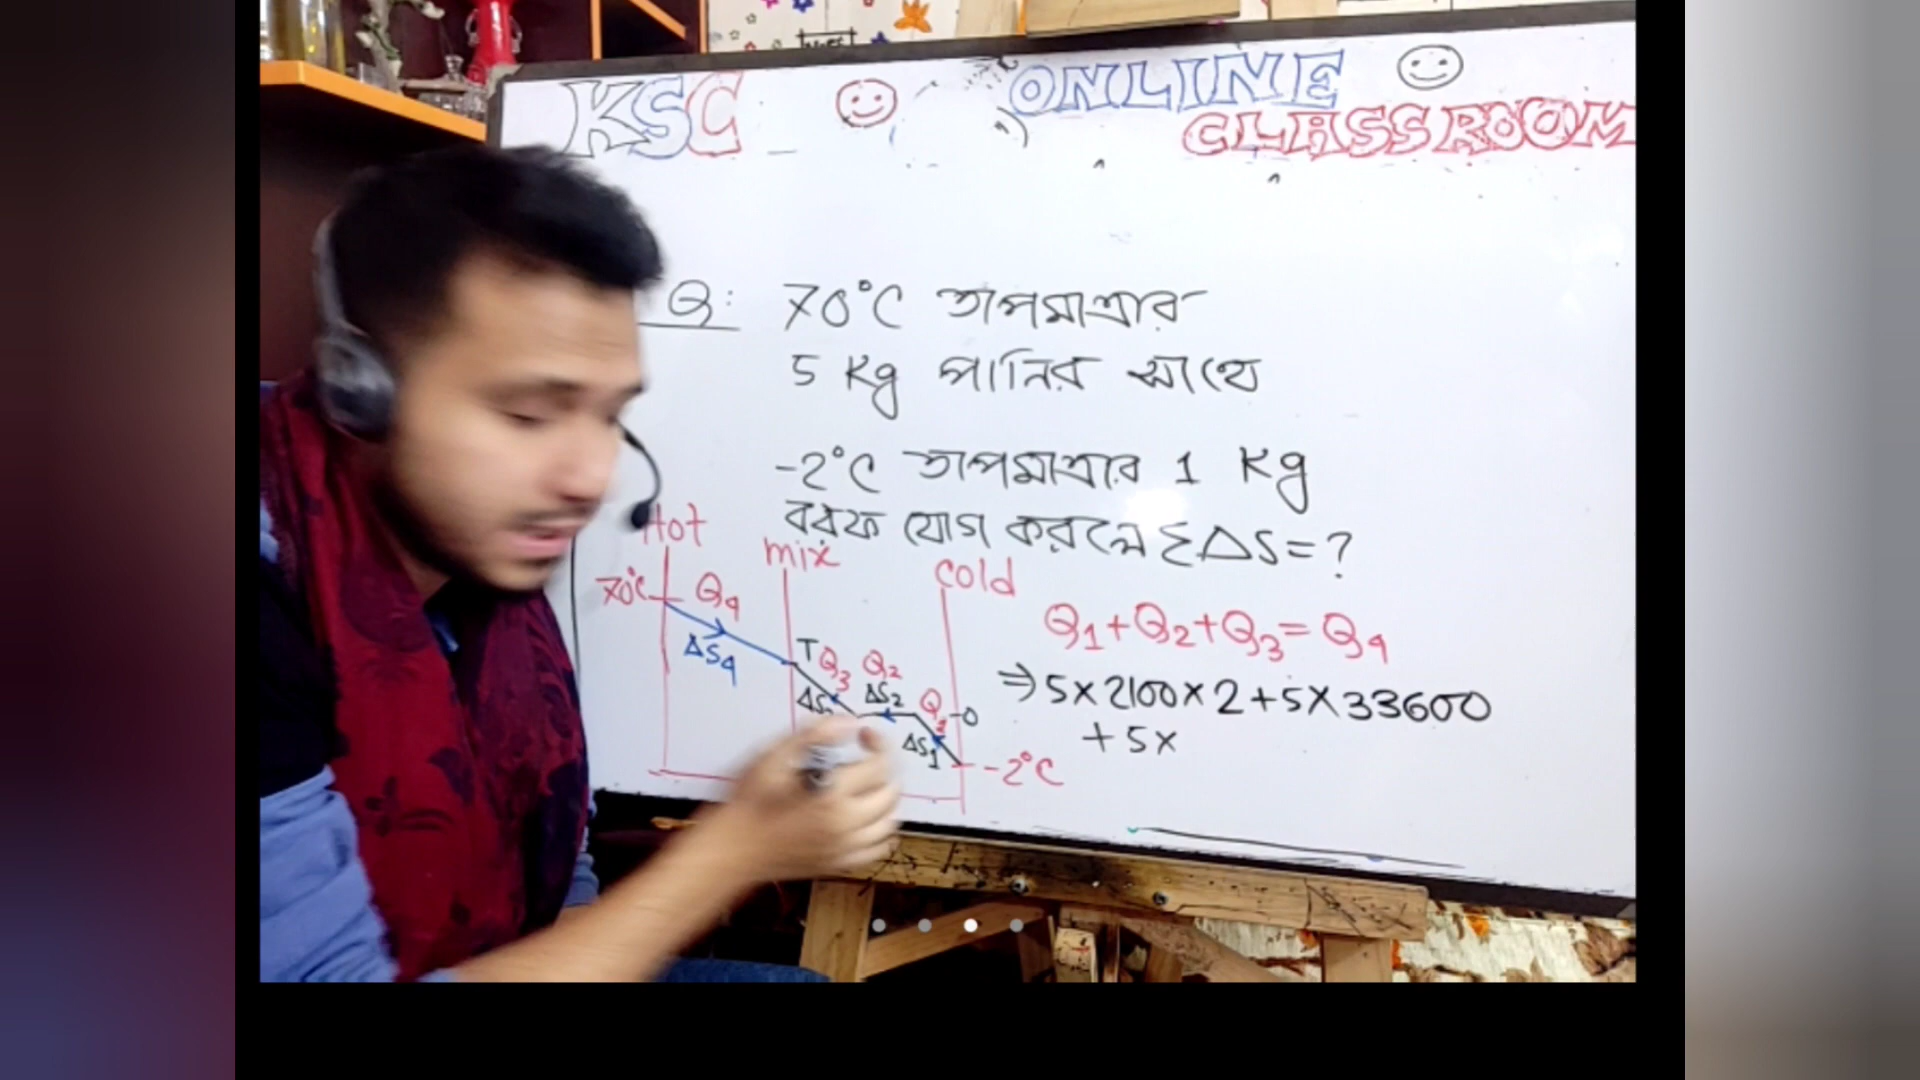 KSC ONLINE
CLASSROOM
Q: 70°C তাপমাত্রার
5 Kg পানির সাথে
-2°C তাপমাত্রার 1 Kg
বরফ যোগ করলে ΣΔS=?
Hot mix cold
70°C Q4 T Q3 Q2 Q1 0
ΔS4 ΔS2 ΔS1 -2°C
Q1+Q2+Q3=Q4
⇒5×2100×2+5×33600
+5×